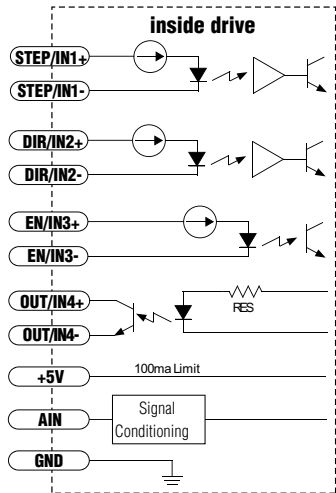 inside drive
STEP/IN1+
STEP/IN1-
DIR/IN2+
DIR/IN2-
EN/IN3+
EN/IN3-
OUT/IN4+
RES
OUT/IN4-
100ma Limit
+5V
Signal
AIN
Conditioning
GND